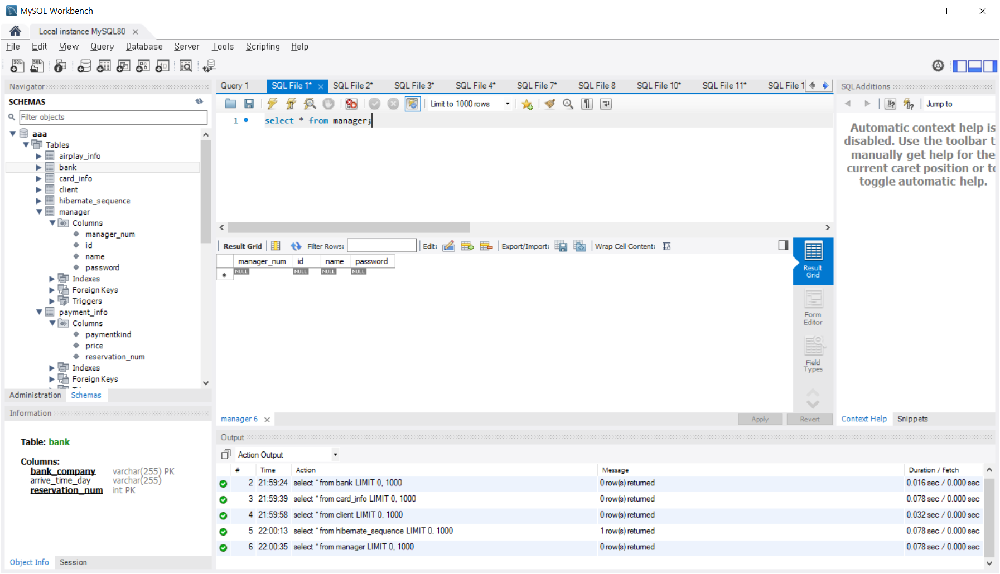 MySQL Workbench
Local instance MySQL80
File Edit View Query Database Server Tools Scripting Help
Navigator
SCHEMAS
Filter objects
aaa
Tables
airplay_info
bank
card_info
client
hibernate_sequence
manager
Columns
manager_num
id
name
password
Indexes
Foreign Keys
Triggers
payment_info
Columns
paymentkind
price
reservation_num
Indexes
Foreign Keys
Administration Schemas
Information
Table: bank
Columns:
bank_company varchar(255) PK
arrive_time_day varchar(255)
reservation_num int PK
Object Info Session
Query 1 SQL File 1* SQL File 2* SQL File 3* SQL File 4* SQL File 7* SQL File 8 SQL File 10* SQL File 11* SQL File 1
Limit to 1000 rows
1 select * from manager;
Result Grid Filter Rows: Edit: Export/Import: Wrap Cell Content:
manager_num id name password
NULL NULL NULL NULL
Result
Grid
Form
Editor
Field
Types
manager 6 Apply Revert
Output
Action Output
# Time Action Message Duration / Fetch
2 21:59:24 select * from bank LIMIT 0, 1000 0 row(s) returned 0.016 sec / 0.000 sec
3 21:59:39 select * from card_info LIMIT 0, 1000 0 row(s) returned 0.078 sec / 0.000 sec
4 21:59:58 select * from client LIMIT 0, 1000 0 row(s) returned 0.032 sec / 0.000 sec
5 22:00:13 select * from hibernate_sequence LIMIT 0, 1000 1 row(s) returned 0.078 sec / 0.000 sec
6 22:00:35 select * from manager LIMIT 0, 1000 0 row(s) returned 0.078 sec / 0.000 sec
SQLAdditions
Jump to
Automatic context help is
disabled. Use the toolbar t
manually get help for the
current caret position or to
toggle automatic help.
Context Help Snippets